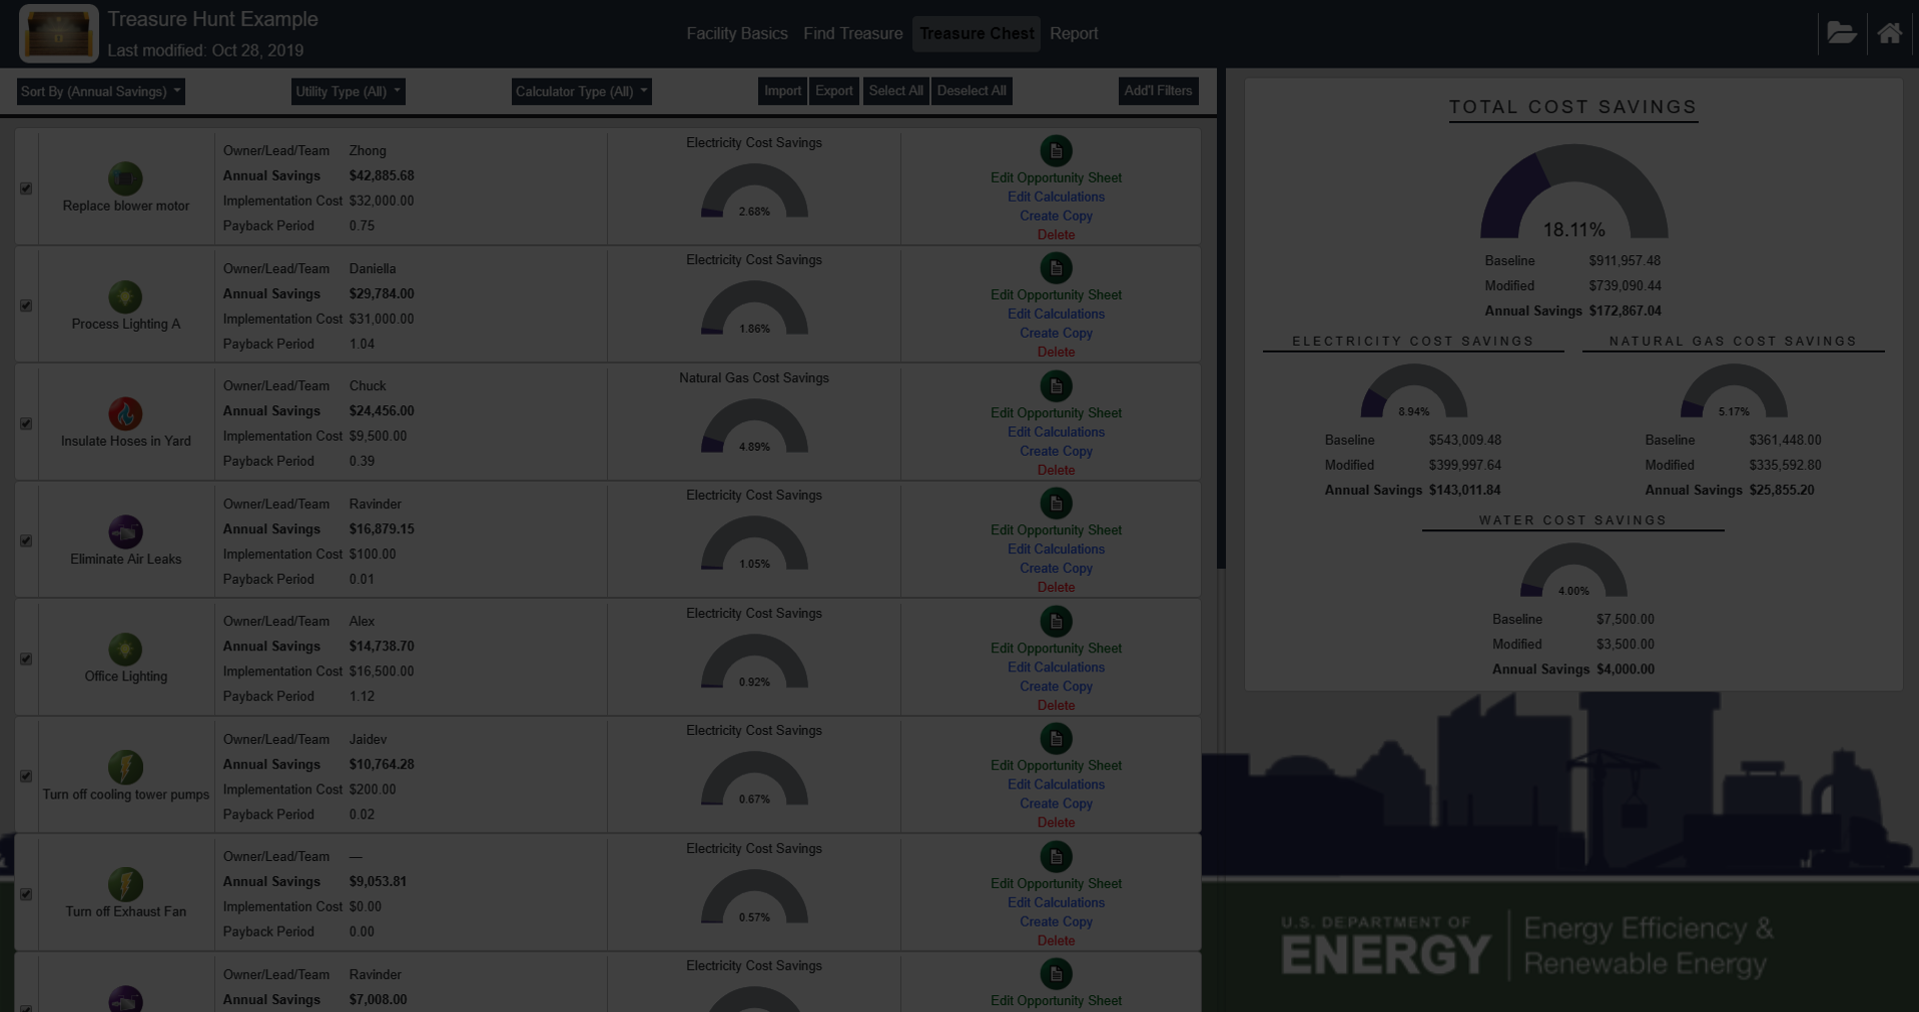 Treasure Hunt Example
Last modified: Oct 28, 2019
Facility Basics Find Treasure Treasure Chest Report
Sort By (Annual Savings) Utility Type (All) Calculator Type (All) Import Export Select All Deselect All Add'l Filters
Replace blower motor
Owner/Lead/Team Zhong
Annual Savings $42,885.68
Implementation Cost $32,000.00
Payback Period 0.75
Electricity Cost Savings
2.68%
Edit Opportunity Sheet
Edit Calculations
Create Copy
Delete
Process Lighting A
Owner/Lead/Team Daniella
Annual Savings $29,784.00
Implementation Cost $31,000.00
Payback Period 1.04
Electricity Cost Savings
1.86%
Edit Opportunity Sheet
Edit Calculations
Create Copy
Delete
Insulate Hoses in Yard
Owner/Lead/Team Chuck
Annual Savings $24,456.00
Implementation Cost $9,500.00
Payback Period 0.39
Natural Gas Cost Savings
4.89%
Edit Opportunity Sheet
Edit Calculations
Create Copy
Delete
Eliminate Air Leaks
Owner/Lead/Team Ravinder
Annual Savings $16,879.15
Implementation Cost $100.00
Payback Period 0.01
Electricity Cost Savings
1.05%
Edit Opportunity Sheet
Edit Calculations
Create Copy
Delete
Office Lighting
Owner/Lead/Team Alex
Annual Savings $14,738.70
Implementation Cost $16,500.00
Payback Period 1.12
Electricity Cost Savings
0.92%
Edit Opportunity Sheet
Edit Calculations
Create Copy
Delete
Turn off cooling tower pumps
Owner/Lead/Team Jaidev
Annual Savings $10,764.28
Implementation Cost $200.00
Payback Period 0.02
Electricity Cost Savings
0.67%
Edit Opportunity Sheet
Edit Calculations
Create Copy
Delete
Turn off Exhaust Fan
Owner/Lead/Team —
Annual Savings $9,053.81
Implementation Cost $0.00
Payback Period 0.00
Electricity Cost Savings
0.57%
Edit Opportunity Sheet
Edit Calculations
Create Copy
Delete
Owner/Lead/Team Ravinder
Annual Savings $7,008.00
Electricity Cost Savings
Edit Opportunity Sheet
TOTAL COST SAVINGS
18.11%
Baseline $911,957.48
Modified $739,090.44
Annual Savings $172,867.04
ELECTRICITY COST SAVINGS
8.94%
Baseline $543,009.48
Modified $399,997.64
Annual Savings $143,011.84
NATURAL GAS COST SAVINGS
5.17%
Baseline $361,448.00
Modified $335,592.80
Annual Savings $25,855.20
WATER COST SAVINGS
4.00%
Baseline $7,500.00
Modified $3,500.00
Annual Savings $4,000.00
U.S. DEPARTMENT OF
ENERGY
Energy Efficiency &
Renewable Energy